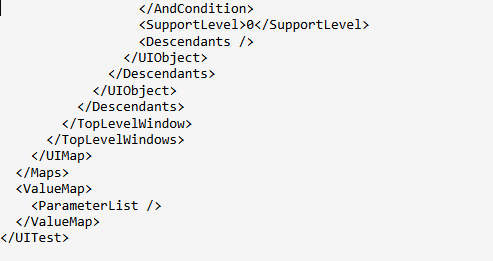 </AndCondition>
<SupportLevel>0</SupportLevel>
<Descendants />
</UIObject>
</Descendants>
</UIObject>
</Descendants>
</TopLevelWindow>
</TopLevelWindows>
</UIMap>
</Maps>
<ValueMap>
<ParameterList />
</ValueMap>
</UITest>